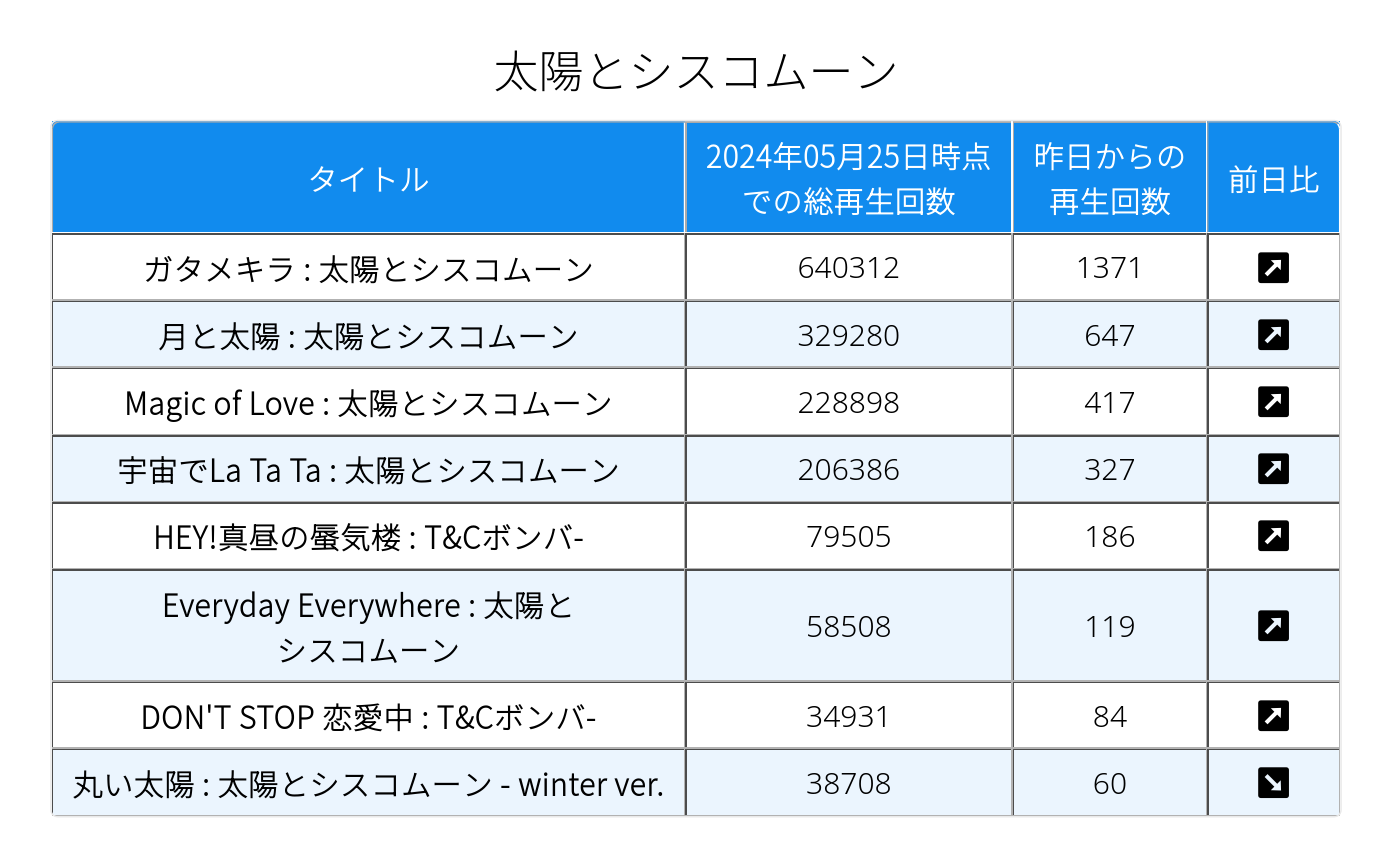 太陽とシスコムーン
タイトル
2024年05月25日時点
での総再生回数
昨日からの
再生回数
前日比
ガタメキラ : 太陽とシスコムーン 640312 1371
月と太陽 : 太陽とシスコムーン 329280 647
Magic of Love : 太陽とシスコムーン 228898 417
宇宙でLa Ta Ta : 太陽とシスコムーン 206386 327
HEY!真昼の蜃気楼 : T&Cボンバ- 79505 186
Everyday Everywhere : 太陽と
シスコムーン 58508 119
DON'T STOP 恋愛中 : T&Cボンバ- 34931 84
丸い太陽 : 太陽とシスコムーン - winter ver. 38708 60